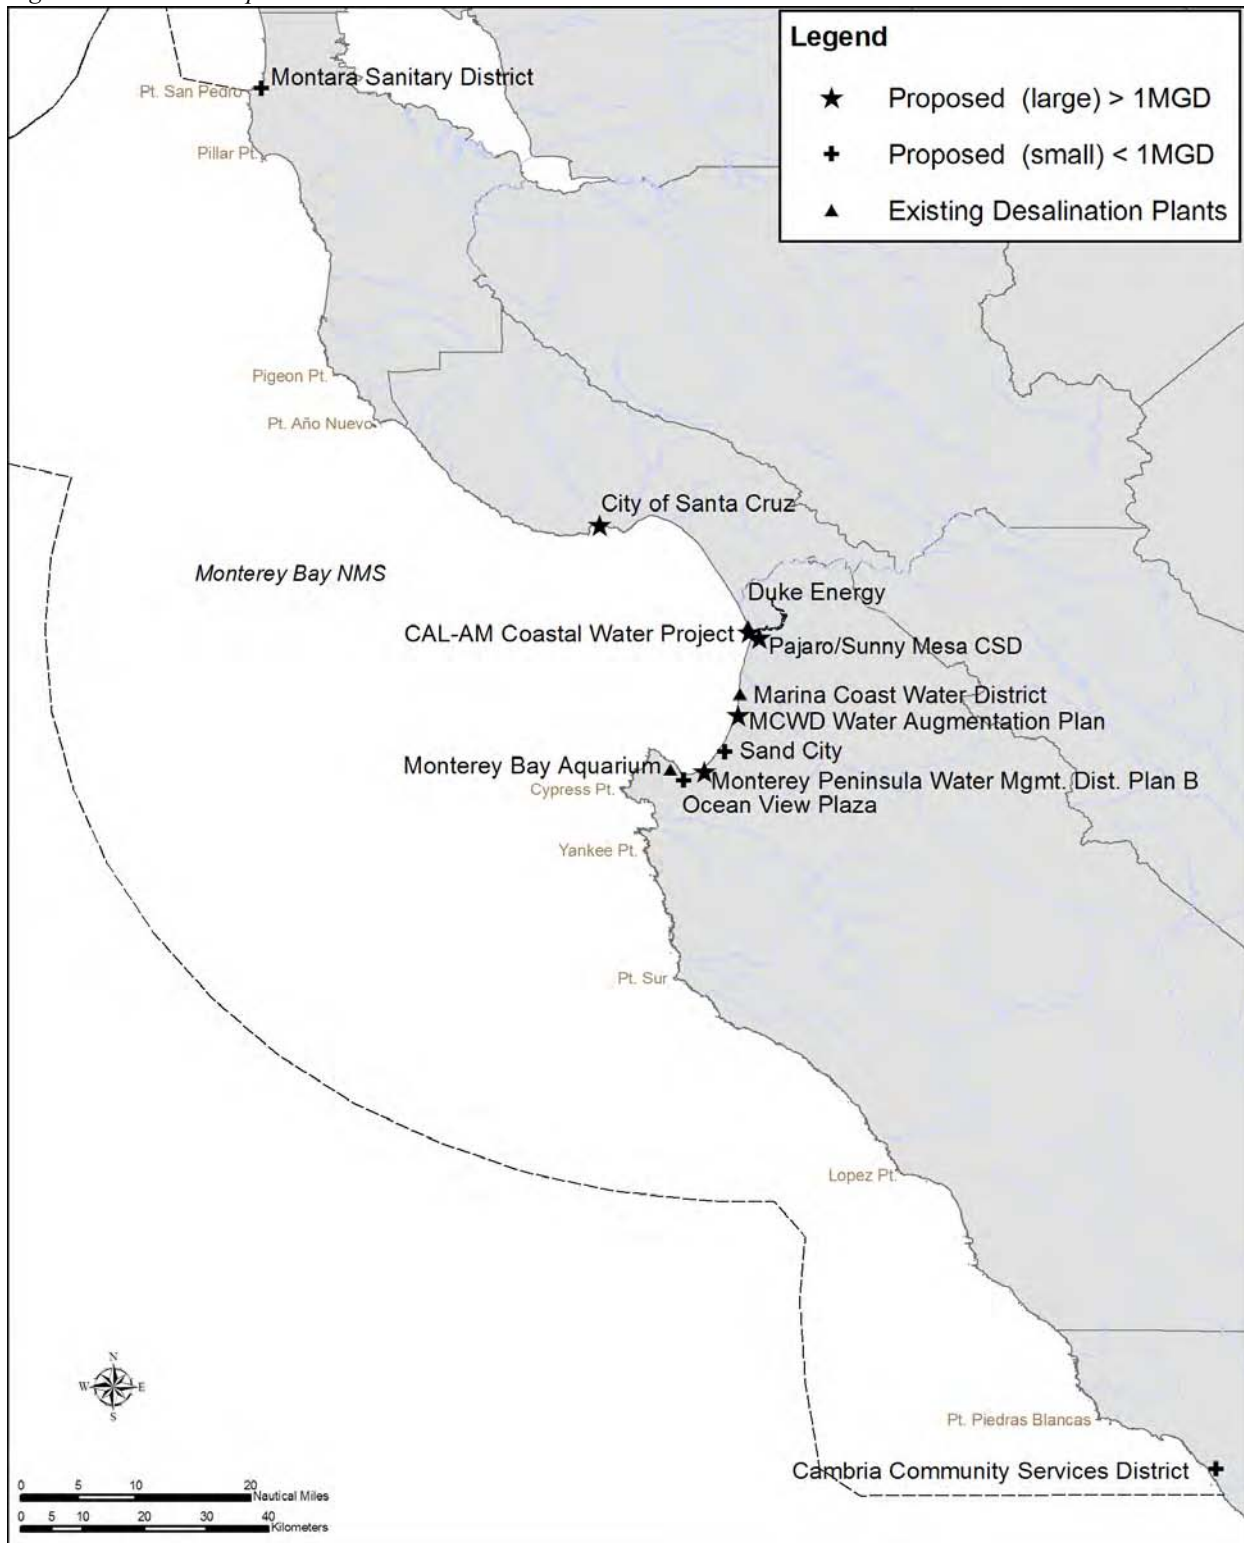 Legend
Proposed (large) > 1MGD
Proposed (small) < 1MGD
Existing Desalination Plants
Montara Sanitary District
Pt. San Pedro
Pillar Pt.
Pigeon Pt.
Pt. Año Nuevo
City of Santa Cruz
Monterey Bay NMS
Duke Energy
CAL-AM Coastal Water Project
Pajaro/Sunny Mesa CSD
Marina Coast Water District
MCWD Water Augmentation Plan
Sand City
Monterey Bay Aquarium
Monterey Peninsula Water Mgmt. Dist. Plan B
Cypress Pt.
Ocean View Plaza
Yankee Pt.
Pt. Sur
Lopez Pt.
N
W E
S
Pt. Piedras Blancas
Cambria Community Services District
0 5 10 20
Nautical Miles
0 5 10 20 30 40
Kilometers